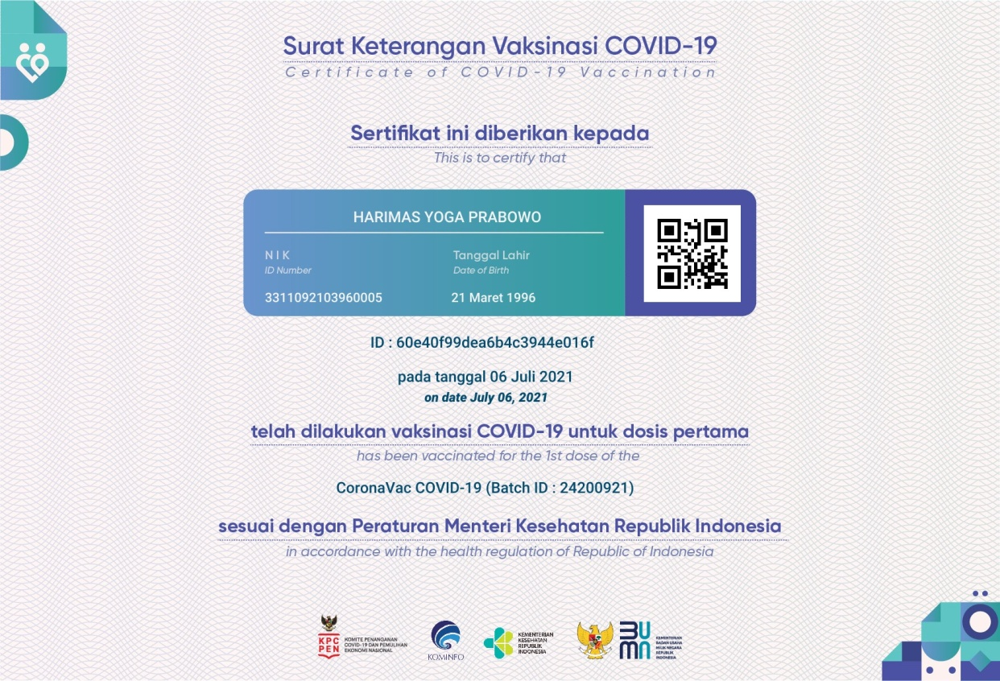 Surat Keterangan Vaksinasi COVID-19
Certificate of COVID-19 Vaccination
Sertifikat ini diberikan kepada
This is to certify that
HARIMAS YOGA PRABOWO
NIK
ID Number
3311092103960005
Tanggal Lahir
Date of Birth
21 Maret 1996
ID : 60e40f99dea6b4c3944e016f
pada tanggal 06 Juli 2021
on date July 06, 2021
telah dilakukan vaksinasi COVID-19 untuk dosis pertama
has been vaccinated for the 1st dose of the
CoronaVac COVID-19 (Batch ID : 24200921)
sesuai dengan Peraturan Menteri Kesehatan Republik Indonesia
in accordance with the health regulation of Republic of Indonesia
KPC
PEN
KOMITE PENANGANAN
COVID-19 DAN PEMULIHAN
EKONOMI NASIONAL
KOMINFO
KEMENTERIAN
KESEHATAN
REPUBLIK
INDONESIA
BUMN
KEMENTERIAN
BADAN USAHA
MILIK NEGARA
REPUBLIK
INDONESIA